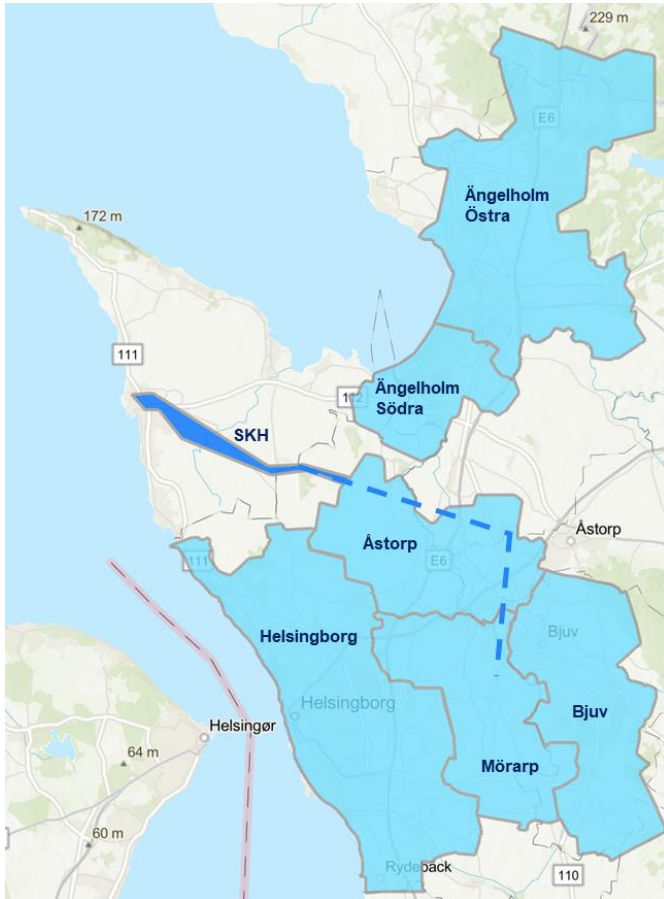 229 m
E6
Ängelholm
Östra
172 m
111
112
Ängelholm
Södra
SKH
Åstorp
Åstorp
111
E6
Bjuv
Helsingborg
Helsingborg
Bjuv
Helsingør
64 m
Mörarp
60 m
Rydebäck
110